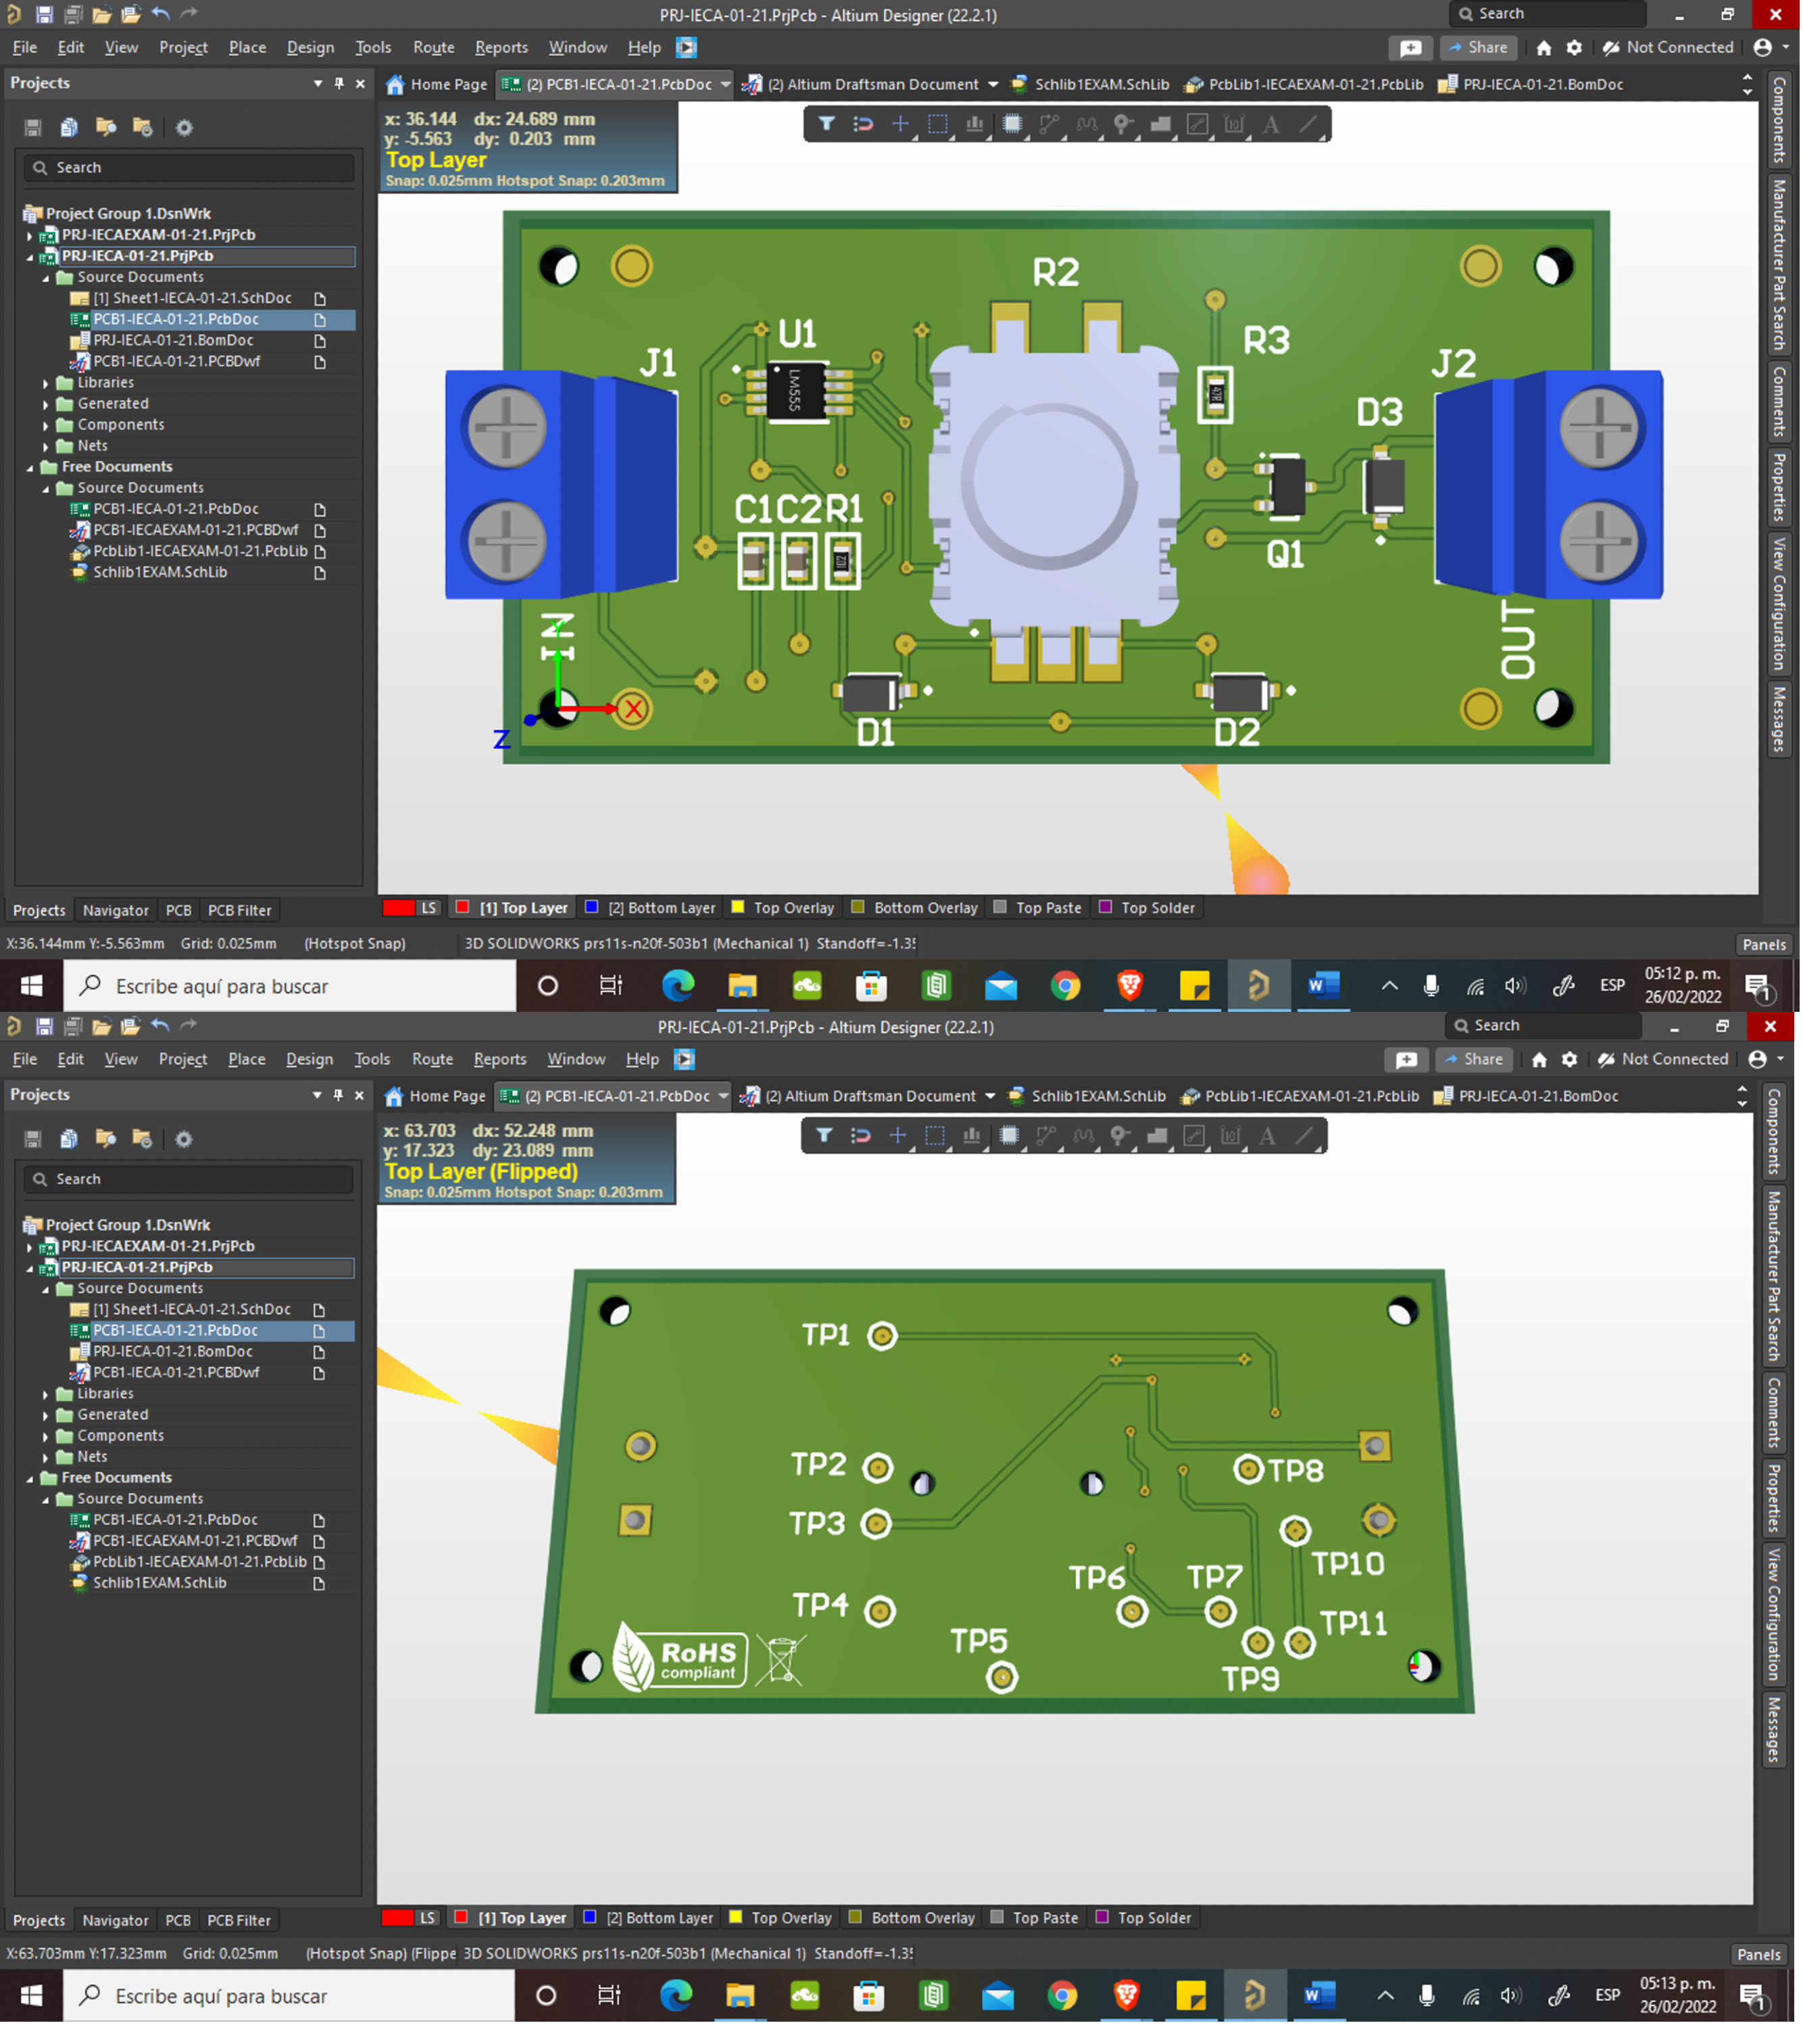 PRJ-IECA-01-21.PrjPcb - Altium Designer (22.2.1)
Search
File Edit View Project Place Design Tools Route Reports Window Help
Share
Not Connected
Projects
Home Page
(2) PCB1-IECA-01-21.PcbDoc
(2) Altium Draftsman Document
Schlib1EXAM.SchLib
PcbLib1-IECAEXAM-01-21.PcbLib
PRJ-IECA-01-21.BomDoc
x: 36.144 dx: 24.689 mm
y: -5.563 dy: 0.203 mm
Top Layer
Snap: 0.025mm Hotspot Snap: 0.203mm
Search
Project Group 1.DsnWrk
PRJ-IECAEXAM-01-21.PrjPcb
PRJ-IECA-01-21.PrjPcb
Source Documents
[1] Sheet1-IECA-01-21.SchDoc
PCB1-IECA-01-21.PcbDoc
PRJ-IECA-01-21.BomDoc
PCB1-IECA-01-21.PCBDwf
Libraries
Generated
Components
Nets
Free Documents
Source Documents
PCB1-IECA-01-21.PcbDoc
PCB1-IECAEXAM-01-21.PCBDwf
PcbLib1-IECAEXAM-01-21.PcbLib
Schlib1EXAM.SchLib
R2
U1
R3
J1
J2
LM555
D3
47R
C1 C2 R1
Q1
IN
OUT
X
Z
D1
D2
Components
Manufacturer Part Search
Comments
Properties
View Configuration
Messages
Projects Navigator PCB PCB Filter
LS [1] Top Layer [2] Bottom Layer Top Overlay Bottom Overlay Top Paste Top Solder
X:36.144mm Y:-5.563mm Grid: 0.025mm (Hotspot Snap) 3D SOLIDWORKS prs11s-n20f-503b1 (Mechanical 1) Standoff=-1.35
Panels
Escribe aquí para buscar
ESP
05:12 p. m.
26/02/2022
1
PRJ-IECA-01-21.PrjPcb - Altium Designer (22.2.1)
Search
File Edit View Project Place Design Tools Route Reports Window Help
Share
Not Connected
Projects
Home Page
(2) PCB1-IECA-01-21.PcbDoc
(2) Altium Draftsman Document
Schlib1EXAM.SchLib
PcbLib1-IECAEXAM-01-21.PcbLib
PRJ-IECA-01-21.BomDoc
x: 63.703 dx: 52.248 mm
y: 17.323 dy: 23.089 mm
Top Layer (Flipped)
Snap: 0.025mm Hotspot Snap: 0.203mm
Search
Project Group 1.DsnWrk
PRJ-IECAEXAM-01-21.PrjPcb
PRJ-IECA-01-21.PrjPcb
Source Documents
[1] Sheet1-IECA-01-21.SchDoc
PCB1-IECA-01-21.PcbDoc
PRJ-IECA-01-21.BomDoc
PCB1-IECA-01-21.PCBDwf
Libraries
Generated
Components
Nets
Free Documents
Source Documents
PCB1-IECA-01-21.PcbDoc
PCB1-IECAEXAM-01-21.PCBDwf
PcbLib1-IECAEXAM-01-21.PcbLib
Schlib1EXAM.SchLib
TP1
TP2
TP8
TP3
TP10
TP6
TP7
TP4
TP11
TP5
TP9
RoHS
compliant
Components
Manufacturer Part Search
Comments
Properties
View Configuration
Messages
Projects Navigator PCB PCB Filter
LS [1] Top Layer [2] Bottom Layer Top Overlay Bottom Overlay Top Paste Top Solder
X:63.703mm Y:17.323mm Grid: 0.025mm (Hotspot Snap) (Flippe 3D SOLIDWORKS prs11s-n20f-503b1 (Mechanical 1) Standoff=-1.35
Panels
Escribe aquí para buscar
ESP
05:13 p. m.
26/02/2022
1